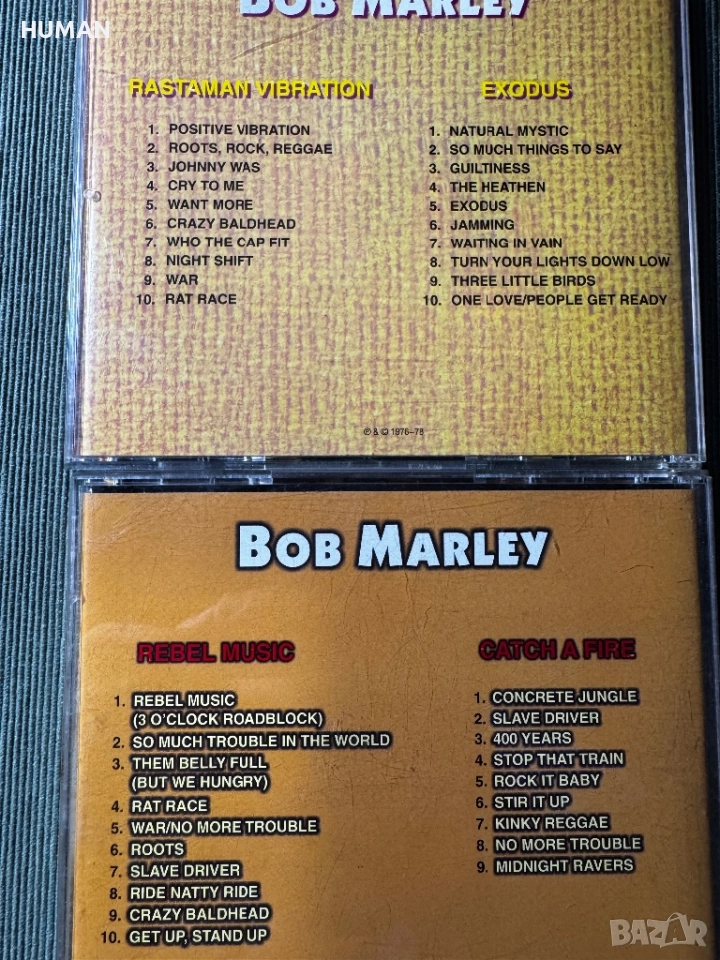 HUMAN
BOB MARLEY
RASTAMAN VIBRATION
1. POSITIVE VIBRATION
2. ROOTS, ROCK, REGGAE
3. JOHNNY WAS
4. CRY TO ME
5. WANT MORE
6. CRAZY BALDHEAD
7. WHO THE CAP FIT
8. NIGHT SHIFT
9. WAR
10. RAT RACE
EXODUS
1. NATURAL MYSTIC
2. SO MUCH THINGS TO SAY
3. GUILTINESS
4. THE HEATHEN
5. EXODUS
6. JAMMING
7. WAITING IN VAIN
8. TURN YOUR LIGHTS DOWN LOW
9. THREE LITTLE BIRDS
10. ONE LOVE/PEOPLE GET READY
℗ & © 1976–78
BOB MARLEY
REBEL MUSIC
1. REBEL MUSIC
(3 O'CLOCK ROADBLOCK)
2. SO MUCH TROUBLE IN THE WORLD
3. THEM BELLY FULL
(BUT WE HUNGRY)
4. RAT RACE
5. WAR/NO MORE TROUBLE
6. ROOTS
7. SLAVE DRIVER
8. RIDE NATTY RIDE
9. CRAZY BALDHEAD
10. GET UP, STAND UP
CATCH A FIRE
1. CONCRETE JUNGLE
2. SLAVE DRIVER
3. 400 YEARS
4. STOP THAT TRAIN
5. ROCK IT BABY
6. STIR IT UP
7. KINKY REGGAE
8. NO MORE TROUBLE
9. MIDNIGHT RAVERS
BAZAR